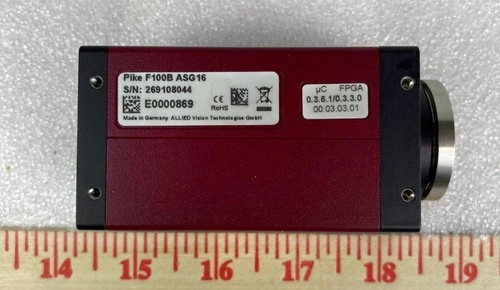 Pike F100B ASG16
S/N: 269108044
E0000869
CE
RoHS
Made in Germany ALLIED Vision Technologies GmbH
µC FPGA
0.3.6.1/0.3.3.0
00.03.03.01
14 15 16 17 18 19